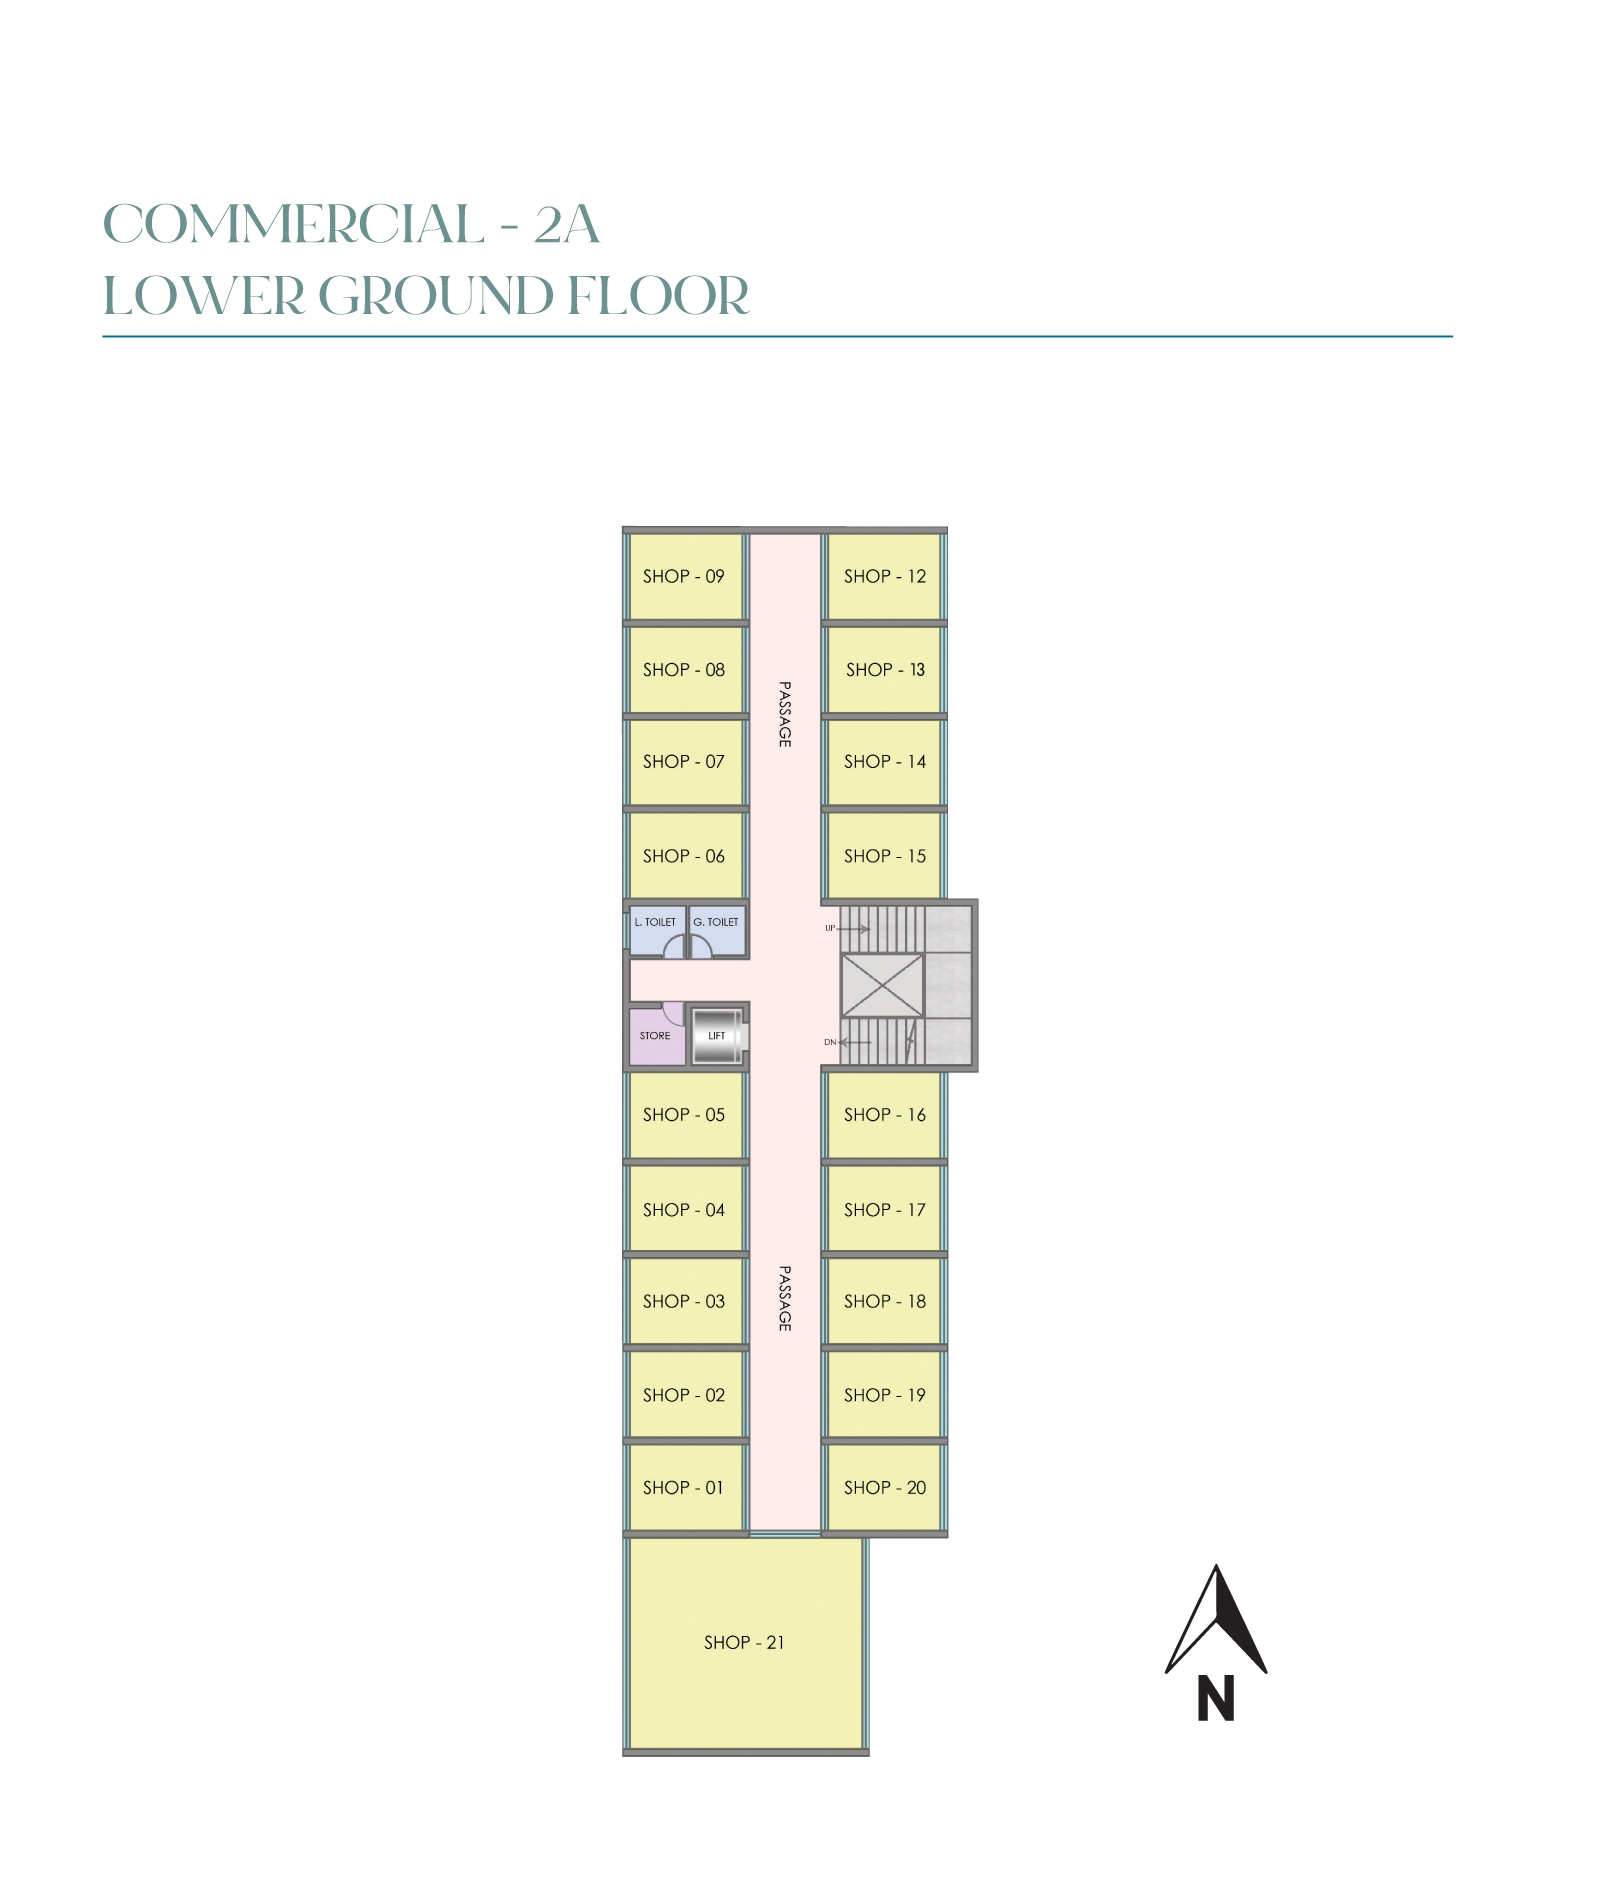 COMMERCIAL - 2A
LOWER GROUND FLOOR
SHOP - 09
SHOP - 12
SHOP - 08
SHOP - 13
PASSAGE
SHOP - 07
SHOP - 14
SHOP - 06
SHOP - 15
L. TOILET
G. TOILET
UP
STORE
LIFT
DN
SHOP - 05
SHOP - 16
SHOP - 04
SHOP - 17
PASSAGE
SHOP - 03
SHOP - 18
SHOP - 02
SHOP - 19
SHOP - 01
SHOP - 20
SHOP - 21
N